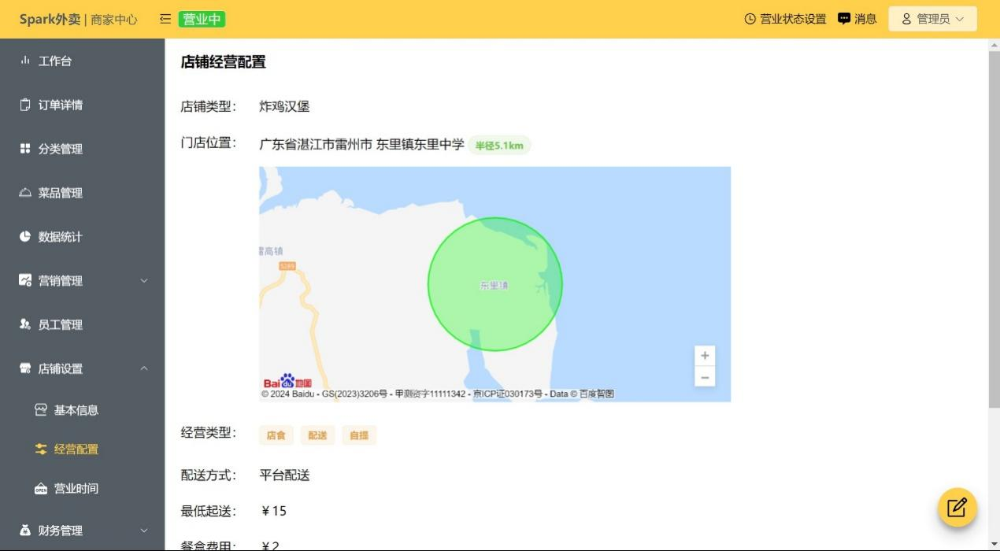 Spark外卖 | 商家中心
营业中
营业状态设置
消息
管理员
工作台
订单详情
分类管理
菜品管理
数据统计
营销管理
员工管理
店铺设置
基本信息
经营配置
OPEN
营业时间
财务管理
店铺经营配置
店铺类型： 炸鸡汉堡
门店位置： 广东省湛江市雷州市 东里镇东里中学 半径5.1km
雷高镇
S289
东里镇
+
−
Bai du 地图
© 2024 Baidu - GS(2023)3206号 - 甲测资字11111342 - 京ICP证030173号 - Data © 百度智图
经营类型： 店食 配送 自提
配送方式： 平台配送
最低起送： ￥15
餐盒费用： ￥2